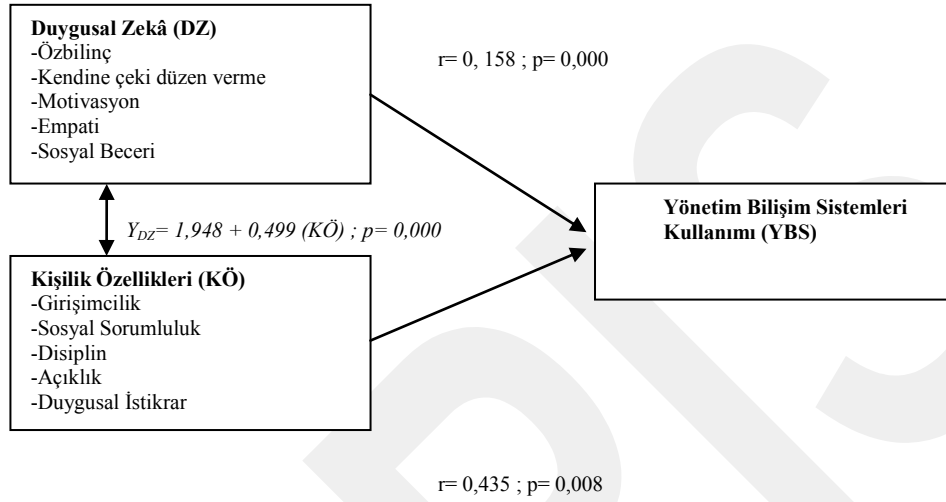 Duygusal Zekâ (DZ)
-Özbilinç
-Kendine çeki düzen verme
-Motivasyon
-Empati
-Sosyal Beceri
r= 0, 158 ; p= 0,000
Yönetim Bilişim Sistemleri
Kullanımı (YBS)
YDZ= 1,948 + 0,499 (KÖ) ; p= 0,000
Kişilik Özellikleri (KÖ)
-Girişimcilik
-Sosyal Sorumluluk
-Disiplin
-Açıklık
-Duygusal İstikrar
r= 0,435 ; p= 0,008